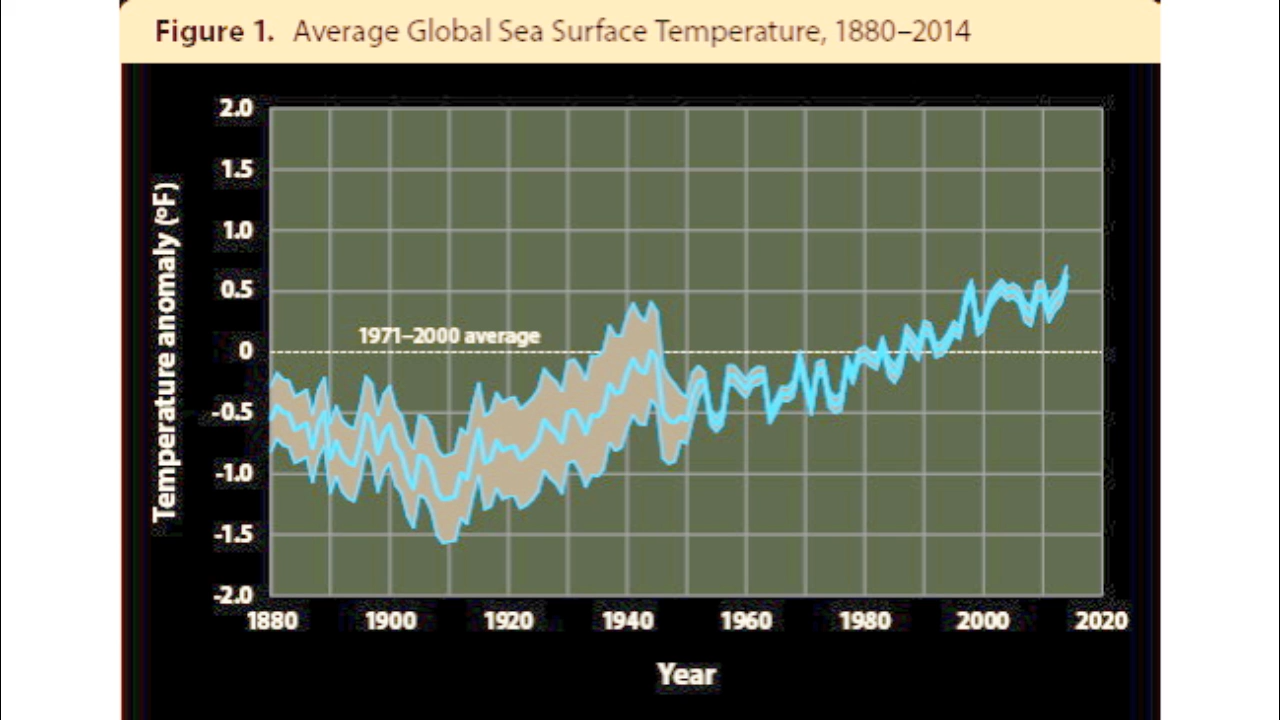 Figure 1. Average Global Sea Surface Temperature, 1880–2014
2.0
1.5
1.0
0.5
0
-0.5
-1.0
-1.5
-2.0
Temperature anomaly (ºF)
1971–2000 average
1880 1900 1920 1940 1960 1980 2000 2020
Year